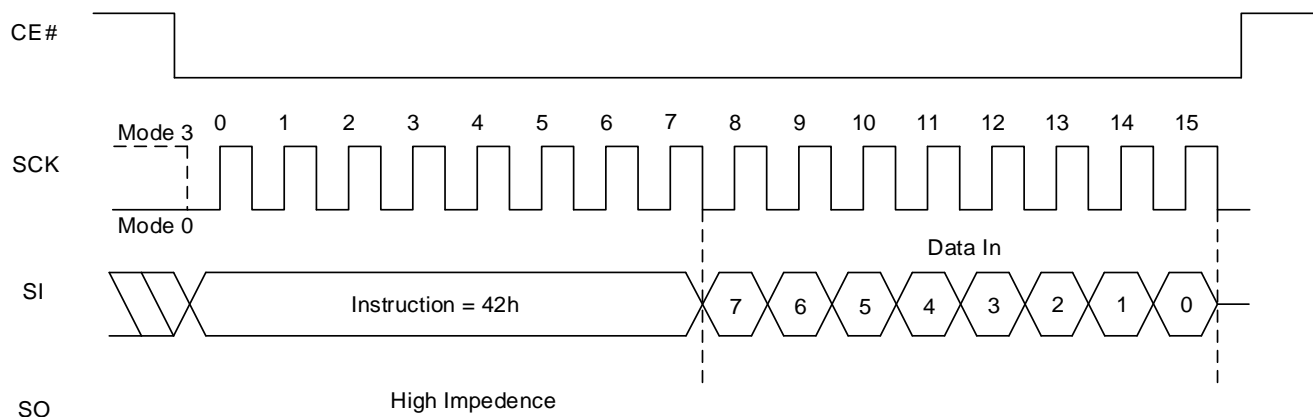 CE#
Mode 3
0 1 2 3 4 5 6 7 8 9 10 11 12 13 14 15
SCK
Mode 0
Data In
SI
Instruction = 42h
7 6 5 4 3 2 1 0
High Impedence
SO